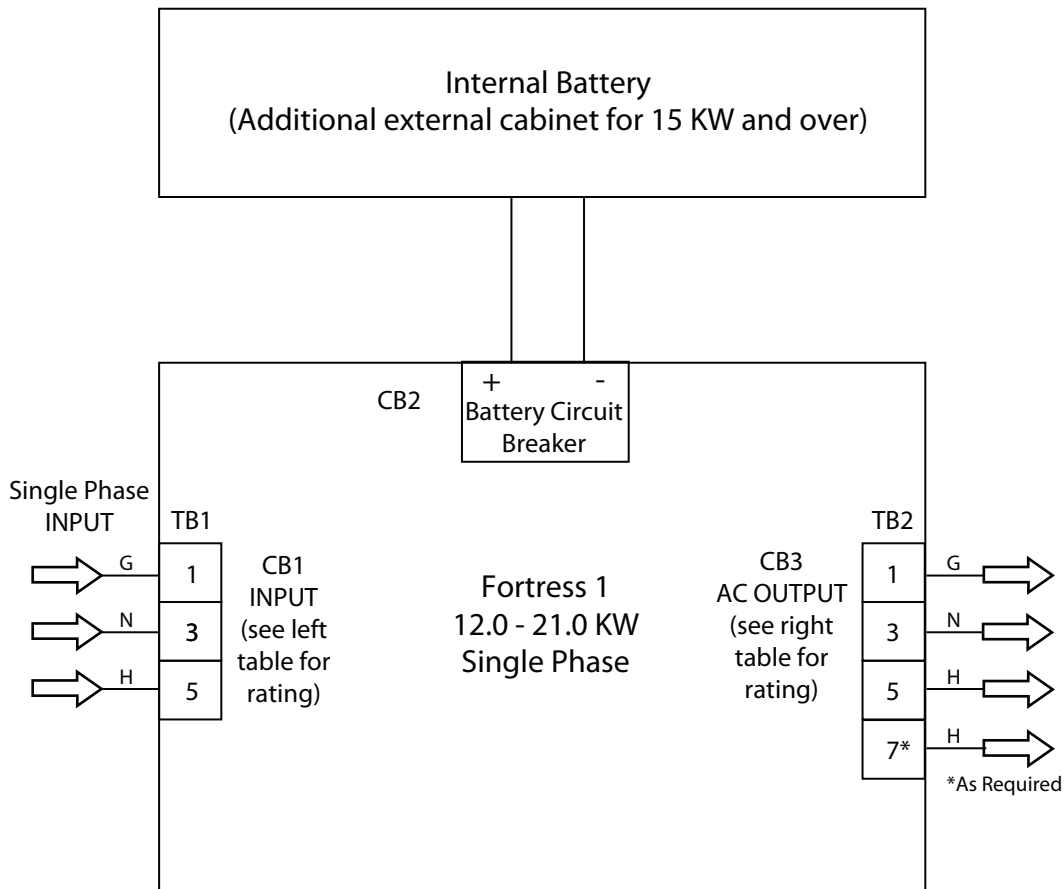 Internal Battery
(Additional external cabinet for 15 KW and over)
CB2
+ -
Battery Circuit
Breaker
Single Phase
INPUT
TB1
G
1
N
3
H
5
CB1
INPUT
(see left
table for
rating)
Fortress 1
12.0 - 21.0 KW
Single Phase
CB3
AC OUTPUT
(see right
table for
rating)
TB2
1
G
3
N
5
H
7*
H
*As Required